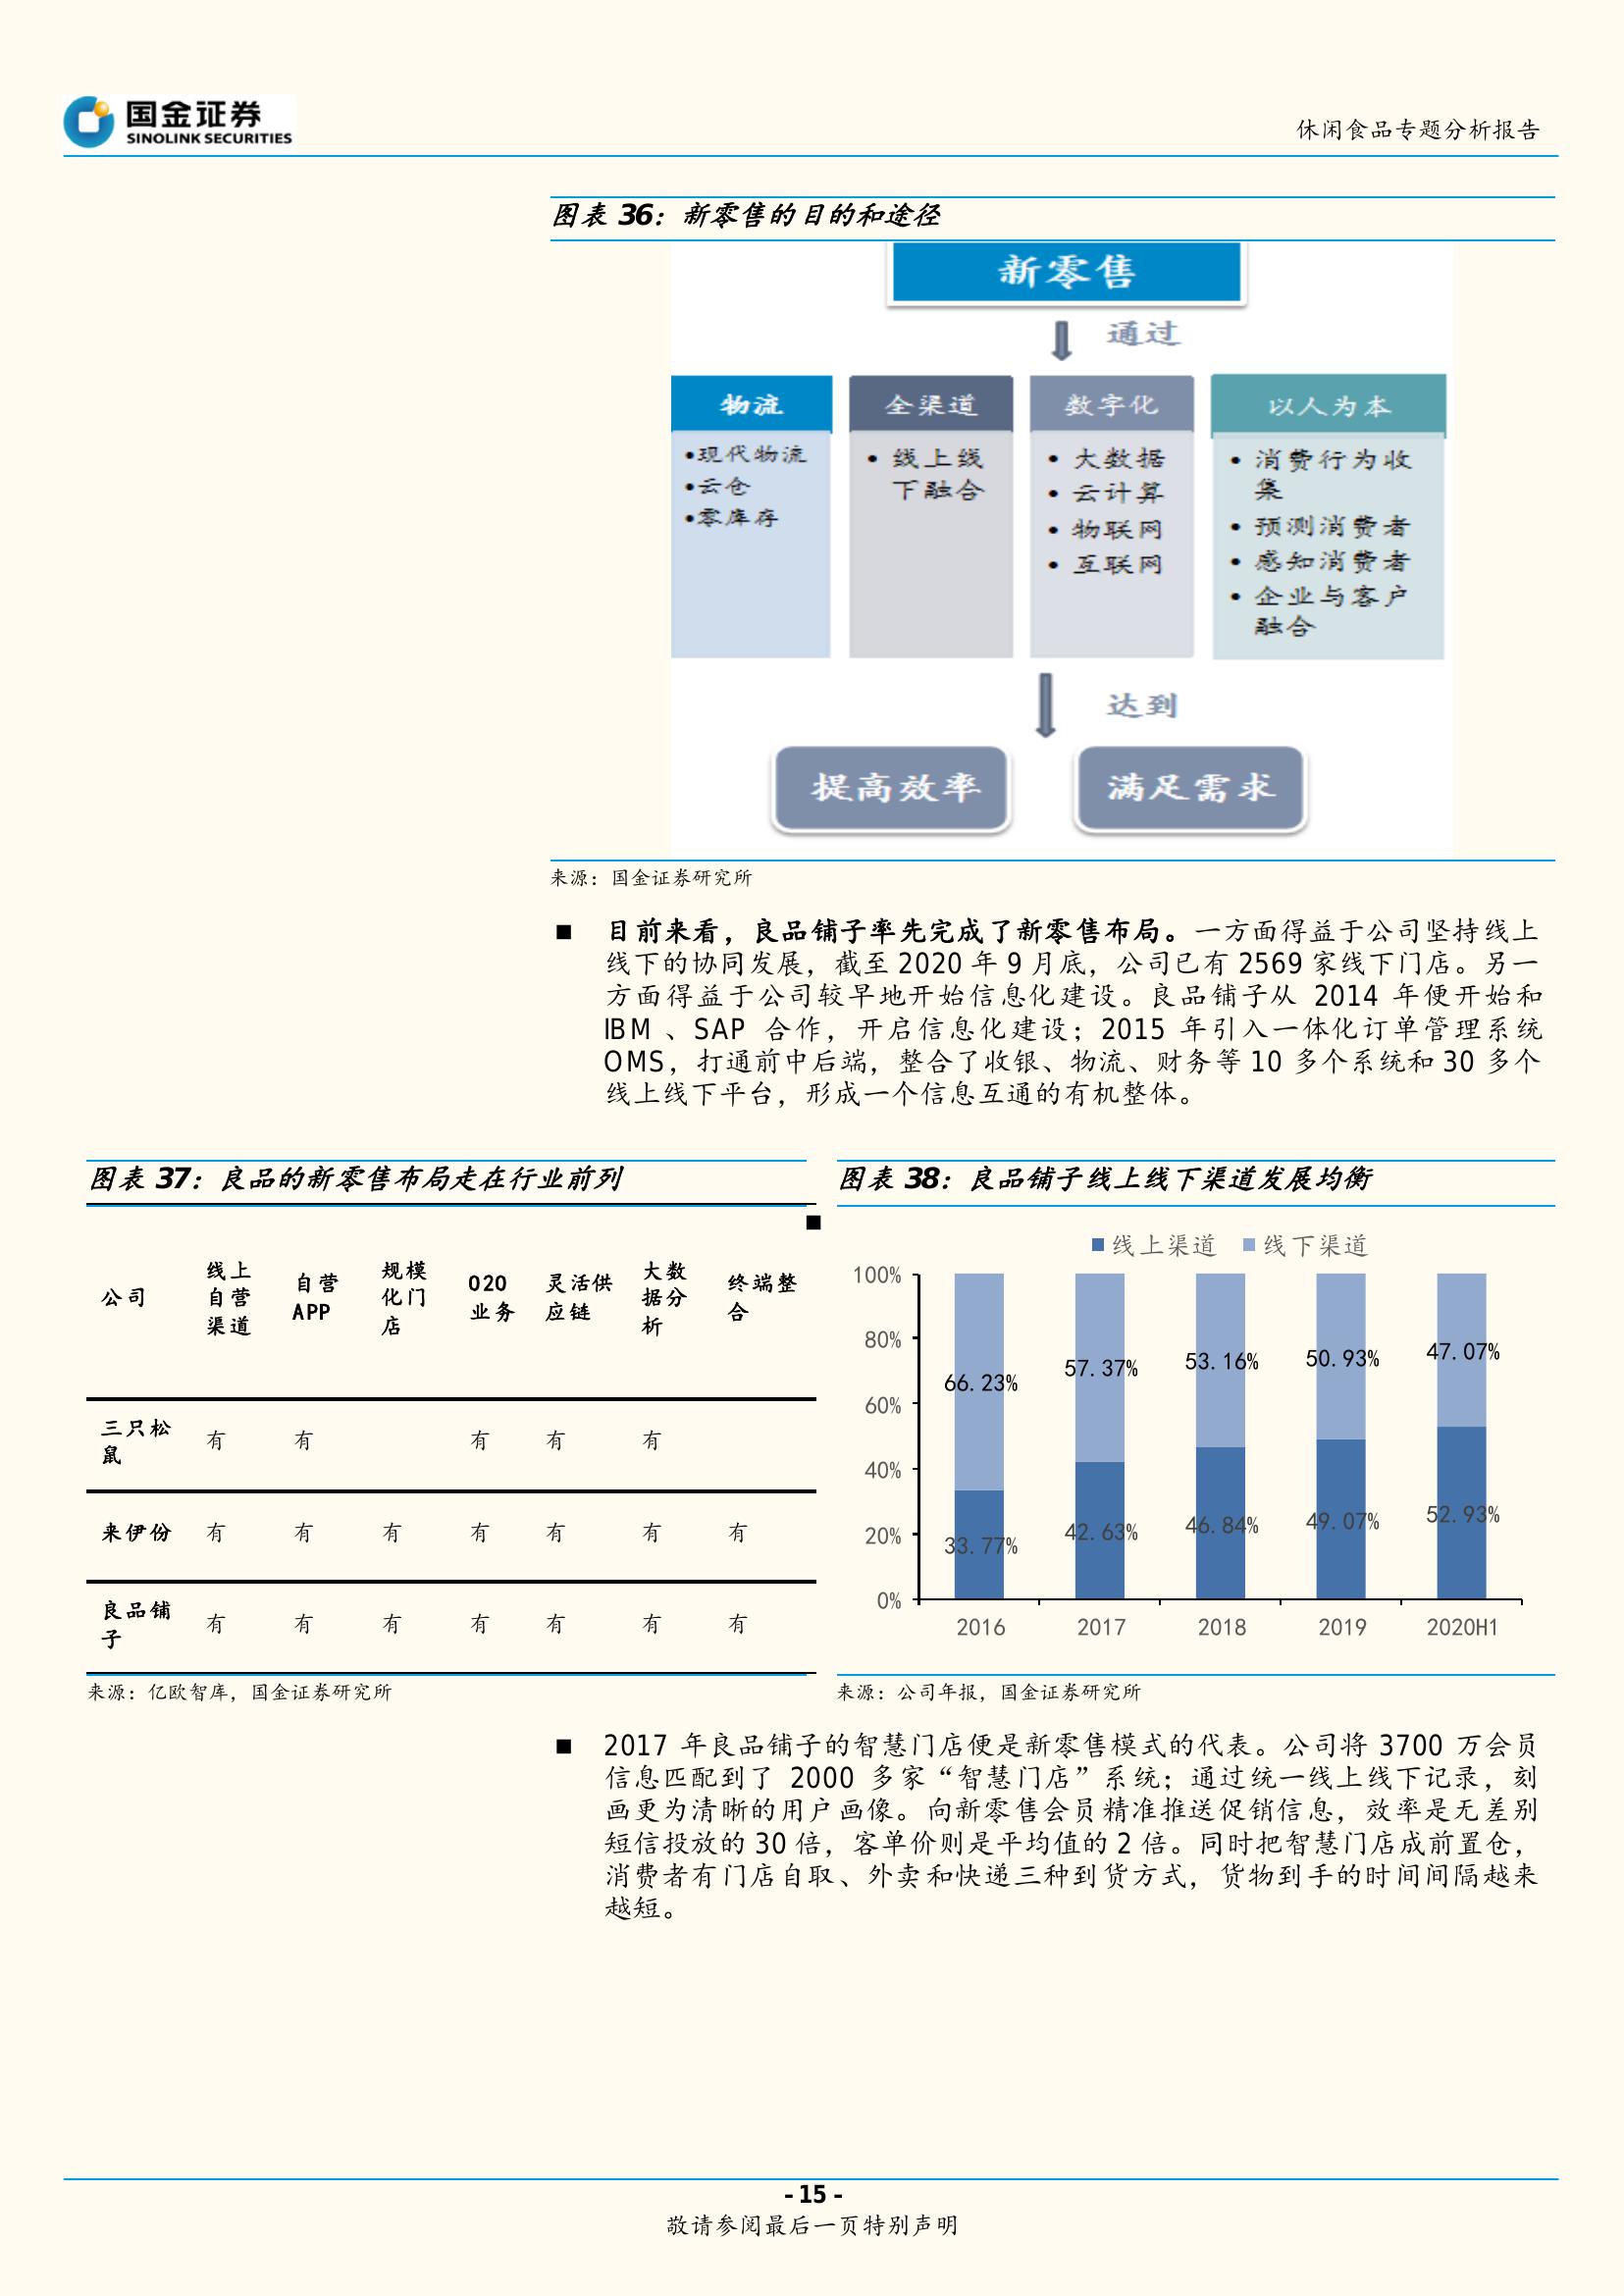 国金证券
SINOLINK SECURITIES
休闲食品专题分析报告
图表 36：新零售的目的和途径
新零售
通过
物流
•现代物流
•云仓
•零库存
全渠道
• 线上线
下融合
数字化
• 大数据
• 云计算
• 物联网
• 互联网
以人为本
• 消费行为收
集
• 预测消费者
• 感知消费者
• 企业与客户
融合
达到
提高效率
满足需求
来源：国金证券研究所
■ 目前来看，良品铺子率先完成了新零售布局。一方面得益于公司坚持线上
线下的协同发展，截至 2020 年 9 月底，公司已有 2569 家线下门店。另一
方面得益于公司较早地开始信息化建设。良品铺子从 2014 年便开始和
IBM 、SAP 合作，开启信息化建设；2015 年引入一体化订单管理系统
OMS，打通前中后端，整合了收银、物流、财务等 10 多个系统和 30 多个
线上线下平台，形成一个信息互通的有机整体。
图表 37：良品的新零售布局走在行业前列
公司 线上自营渠道 自营APP 规模化门店 O2O业务 灵活供应链 大数据分析 终端整合
三只松鼠 有 有 有 有 有
来伊份 有 有 有 有 有 有 有
良品铺子 有 有 有 有 有 有 有
来源：亿欧智库，国金证券研究所
■
图表 38：良品铺子线上线下渠道发展均衡
线上渠道 线下渠道
100%
80%
60%
40%
20%
0%
66.23% 57.37% 53.16% 50.93% 47.07%
33.77% 42.63% 46.84% 49.07% 52.93%
2016 2017 2018 2019 2020H1
来源：公司年报，国金证券研究所
■ 2017 年良品铺子的智慧门店便是新零售模式的代表。公司将 3700 万会员
信息匹配到了 2000 多家“智慧门店”系统；通过统一线上线下记录，刻
画更为清晰的用户画像。向新零售会员精准推送促销信息，效率是无差别
短信投放的 30 倍，客单价则是平均值的 2 倍。同时把智慧门店成前置仓，
消费者有门店自取、外卖和快递三种到货方式，货物到手的时间间隔越来
越短。
- 15 -
敬请参阅最后一页特别声明